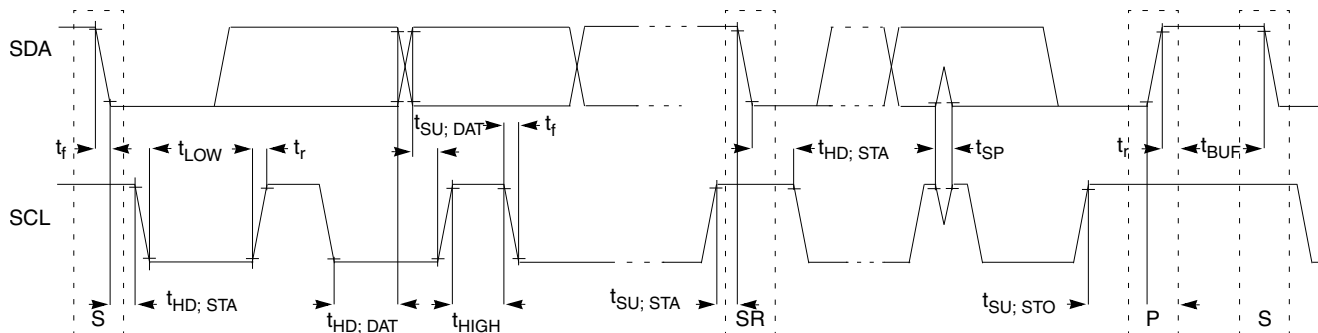 SDA
t_SU; DAT t_f
t_f t_LOW t_r t_HD; STA t_SP t_r t_BUF
SCL
t_HD; STA t_SU; STA t_SU; STO
S t_HD; DAT t_HIGH SR P S